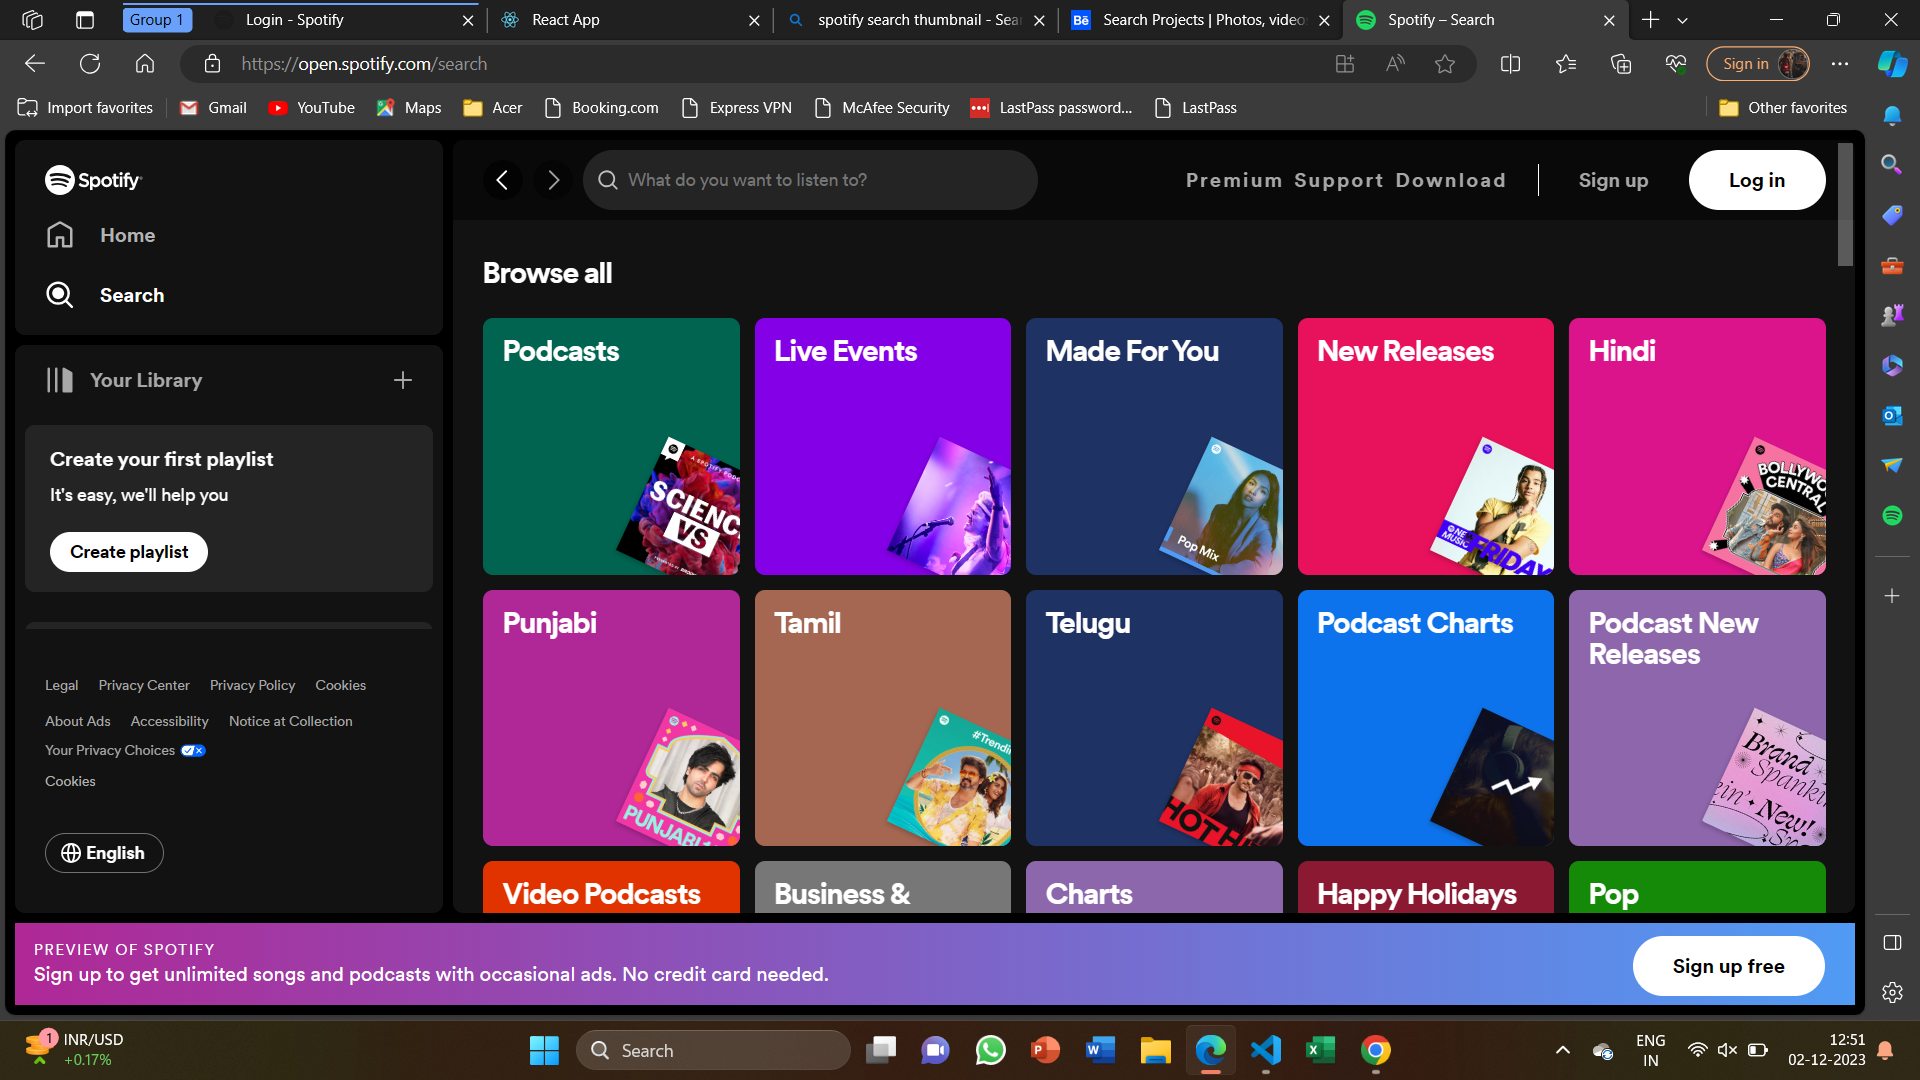 Group 1
Login - Spotify
React App
spotify search thumbnail - Sea
Search Projects | Photos, video
Spotify – Search
https://open.spotify.com/search
Sign in
Import favorites
Gmail
YouTube
Maps
Acer
Booking.com
Express VPN
McAfee Security
LastPass password...
LastPass
Other favorites
Spotify
Home
Search
Your Library
Create your first playlist
It's easy, we'll help you
Create playlist
Legal Privacy Center Privacy Policy Cookies
About Ads Accessibility Notice at Collection
Your Privacy Choices
Cookies
English
What do you want to listen to?
Premium Support Download
Sign up
Log in
Browse all
Podcasts
SCIENC
VS
Live Events
Made For You
Pop Mix
New Releases
NE
MUSIC
FRIDAY
Hindi
BOLLYWO
CENTRAL
Punjabi
PUNJABI
Tamil
#Trendi
Telugu
HOT H
Podcast Charts
Podcast New
Releases
Brand
Spankin
in'
New!
Video Podcasts
Business &
Charts
Happy Holidays
Pop
PREVIEW OF SPOTIFY
Sign up to get unlimited songs and podcasts with occasional ads. No credit card needed.
Sign up free
1
INR/USD
+0.17%
Search
ENG
IN
12:51
02-12-2023